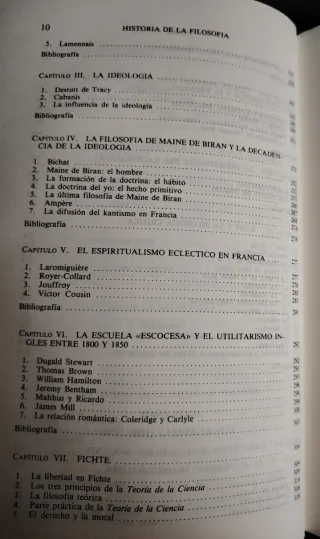 10 HISTORIA DE LA FILOSOFIA
5. Lamennais
Bibliografía
CAPÍTULO III. LA IDEOLOGIA
1. Destutt de Tracy
2. Cabanis
3. La influencia de la ideología
Bibliografía
CAPÍTULO IV. LA FILOSOFIA DE MAINE DE BIRAN Y LA DECADEN-
CIA DE LA IDEOLOGIA
1. Bichat
2. Maine de Biran: el hombre
3. La formación de la doctrina: el hábito
4. La doctrina del yo: el hecho primitivo
5. La última filosofía de Maine de Biran
6. Ampère
7. La difusión del kantismo en Francia
Bibliografía
CAPÍTULO V. EL ESPIRITUALISMO ECLECTICO EN FRANCIA
1. Laromiguière
2. Royer-Collard
3. Jouffroy
4. Victor Cousin
Bibliografía
CAPÍTULO VI. LA ESCUELA «ESCOCESA» Y EL UTILITARISMO IN-
GLES ENTRE 1800 Y 1850
1. Dugald Stewart
2. Thomas Brown
3. William Hamilton
4. Jeremy Bentham
5. Malthus y Ricardo
6. James Mill
7. La relación romántica: Coleridge y Carlyle
Bibliografía
CAPÍTULO VII. FICHTE
1. La libertad en Fichte
2. Los tres principios de la Teoría de la Ciencia
3. La filosofía teórica
4. Parte práctica de la Teoría de la Ciencia
5. El derecho y la moral